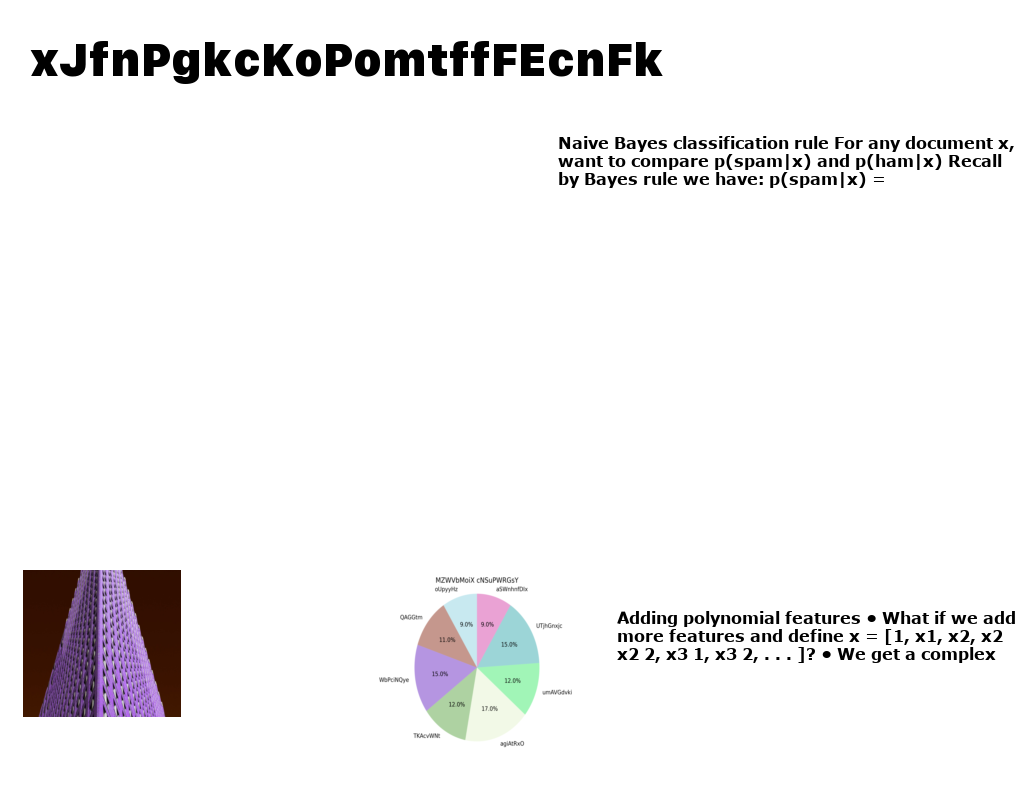 xJfnPgkcKoPomtffFEcnFk
Naive Bayes classification rule For any document x,
want to compare p(spam|x) and p(ham|x) Recall
by Bayes rule we have: p(spam|x) =
MZWVbMoiX cNSuPWRGsY
oUpyyHz
aSWnhnfDIx
QAGGtm
9.0%
9.0%
UTjhGnxjc
11.0%
15.0%
WbPciNQye
15.0%
12.0%
umAVGdvki
12.0%
17.0%
TKAcvWNt
agiAtRxO
Adding polynomial features • What if we add
more features and define x = [1, x1, x2, x2
x2 2, x3 1, x3 2, . . . ]? • We get a complex